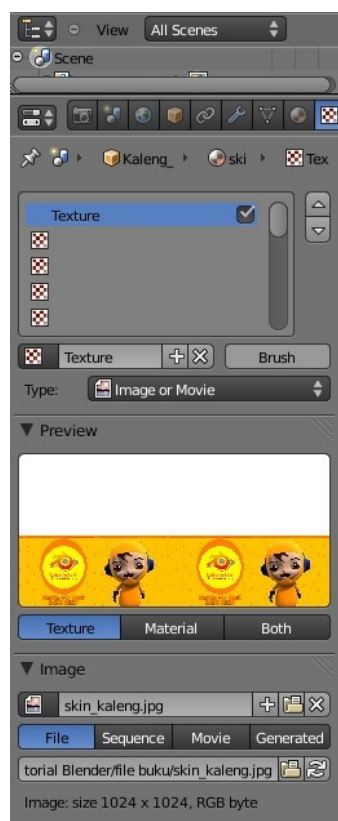 View All Scenes
Scene
Kaleng_ ski Tex
Texture
Texture Brush
Type: Image or Movie
Preview
Texture Material Both
Image
skin_kaleng.jpg
File Sequence Movie Generated
torial Blender/file buku/skin_kaleng.jpg
Image: size 1024 x 1024, RGB byte